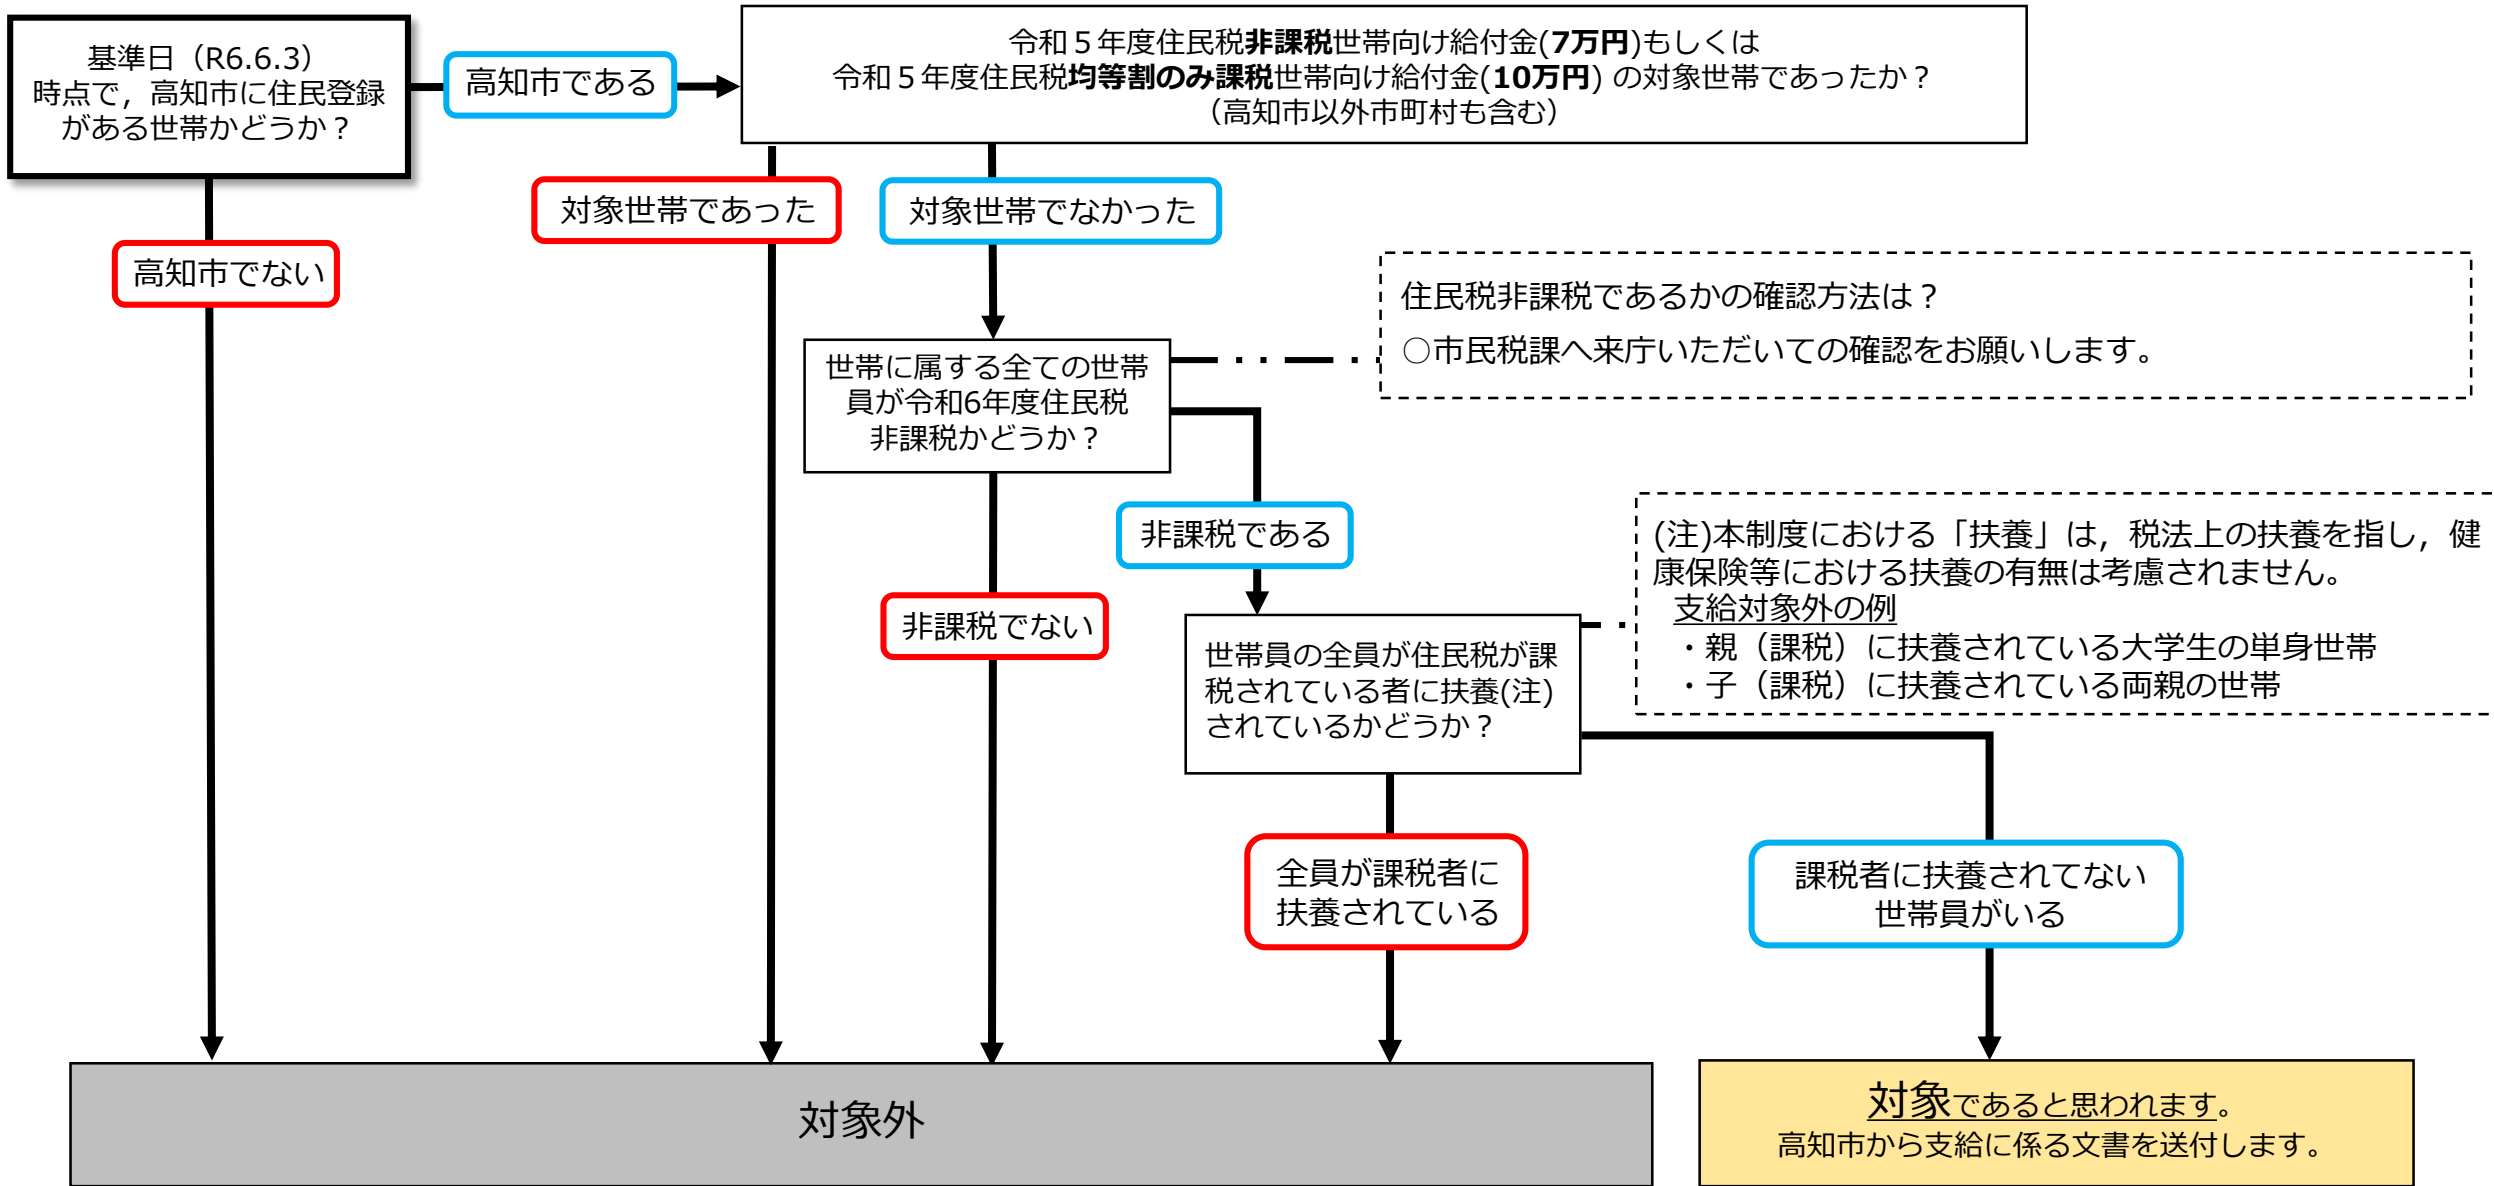 基準日（R6.6.3）
時点で，高知市に住民登録
がある世帯かどうか？
高知市である
令和５年度住民税非課税世帯向け給付金(7万円)もしくは
令和５年度住民税均等割のみ課税世帯向け給付金(10万円) の対象世帯であったか？
（高知市以外市町村も含む）
対象世帯であった
対象世帯でなかった
高知市でない
住民税非課税であるかの確認方法は？
○市民税課へ来庁いただいての確認をお願いします。
世帯に属する全ての世帯
員が令和6年度住民税
非課税かどうか？
非課税である
非課税でない
(注)本制度における「扶養」は，税法上の扶養を指し，健
康保険等における扶養の有無は考慮されません。
支給対象外の例
・親（課税）に扶養されている大学生の単身世帯
・子（課税）に扶養されている両親の世帯
世帯員の全員が住民税が課
税されている者に扶養(注)
されているかどうか？
全員が課税者に
扶養されている
課税者に扶養されてない
世帯員がいる
対象外
対象であると思われます。
高知市から支給に係る文書を送付します。